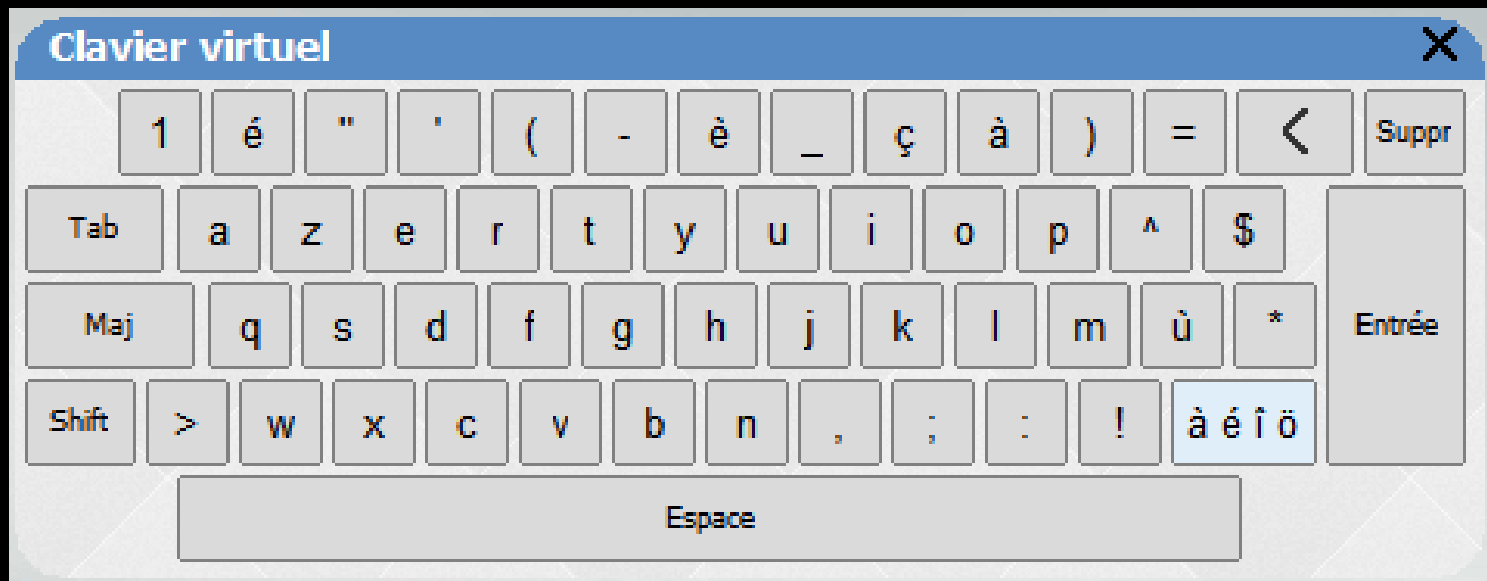 Clavier virtuel
1 é " ' ( - è _ ç à ) = < Suppr
Tab a z e r t y u i o p ^ $
Maj q s d f g h j k l m ù * Entrée
Shift > w x c v b n , ; : ! à é î ö
Espace